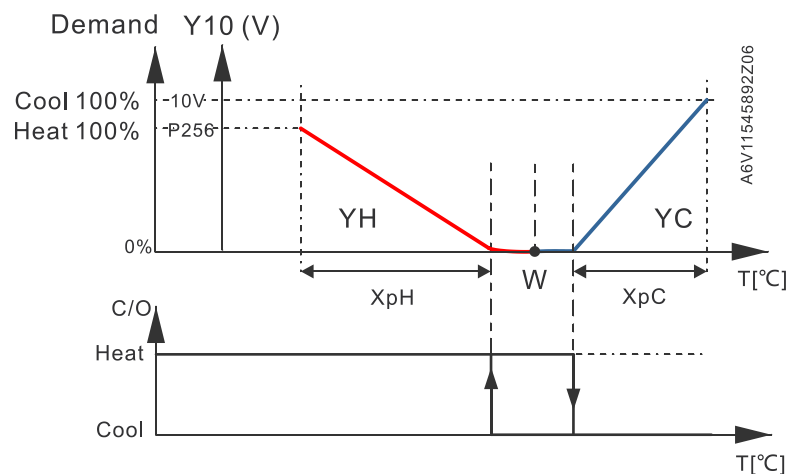 Demand Y10 (V)
Cool 100% 10V
Heat 100% P256
YH YC
0%
W T[℃]
XpH XpC
C/O
Heat
Cool
T[℃]
A6V11545892Z06